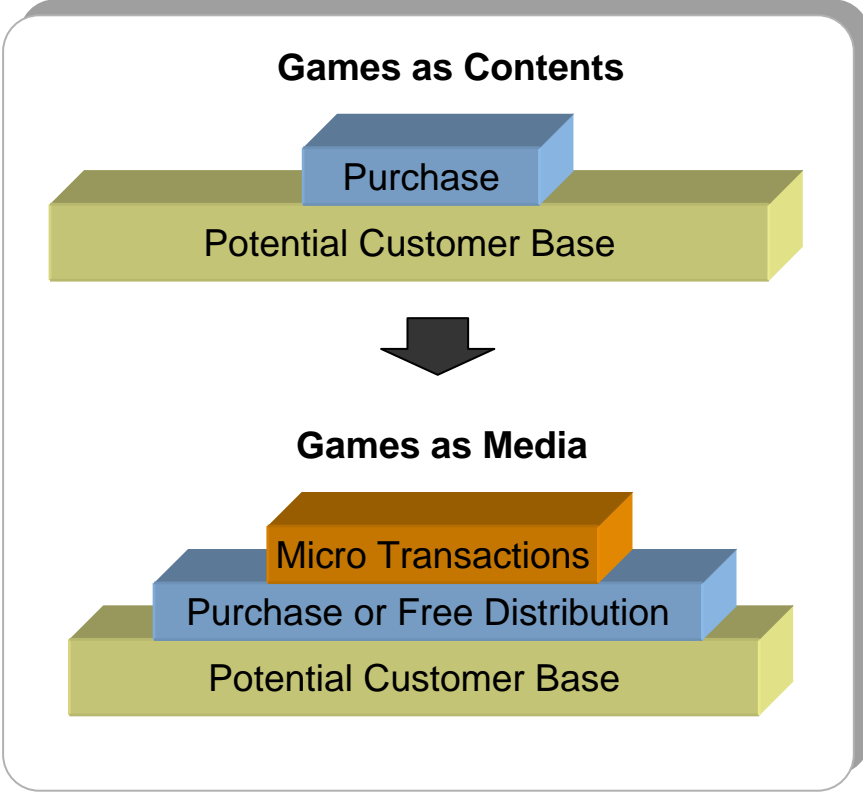 Games as Contents
Purchase
Potential Customer Base
Games as Media
Micro Transactions
Purchase or Free Distribution
Potential Customer Base